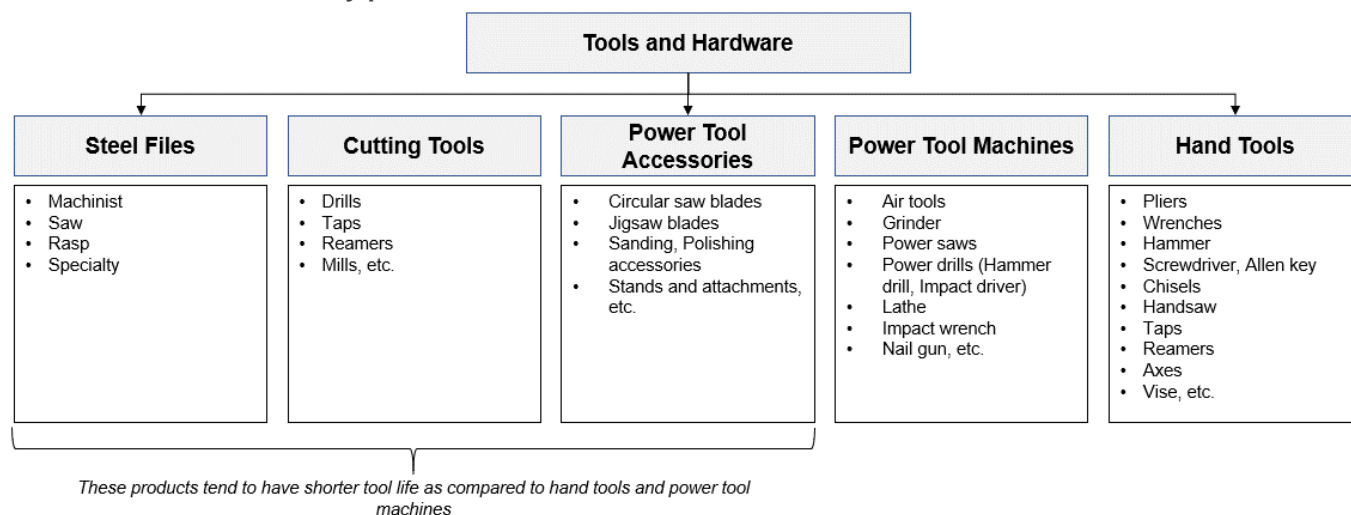 Tools and Hardware
Steel Files
Cutting Tools
Power Tool
Accessories
Power Tool Machines
Hand Tools
• Machinist
• Saw
• Rasp
• Specialty
• Drills
• Taps
• Reamers
• Mills, etc.
• Circular saw blades
• Jigsaw blades
• Sanding, Polishing
accessories
• Stands and attachments,
etc.
• Air tools
• Grinder
• Power saws
• Power drills (Hammer
drill, Impact driver)
• Lathe
• Impact wrench
• Nail gun, etc.
• Pliers
• Wrenches
• Hammer
• Screwdriver, Allen key
• Chisels
• Handsaw
• Taps
• Reamers
• Axes
• Vise, etc.
These products tend to have shorter tool life as compared to hand tools and power tool
machines